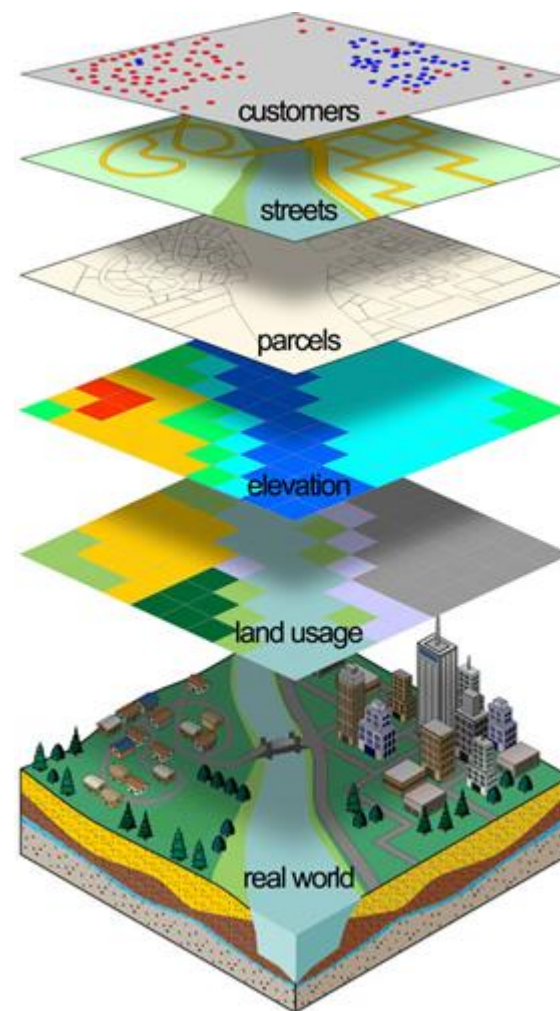 customers
streets
parcels
elevation
land usage
real world